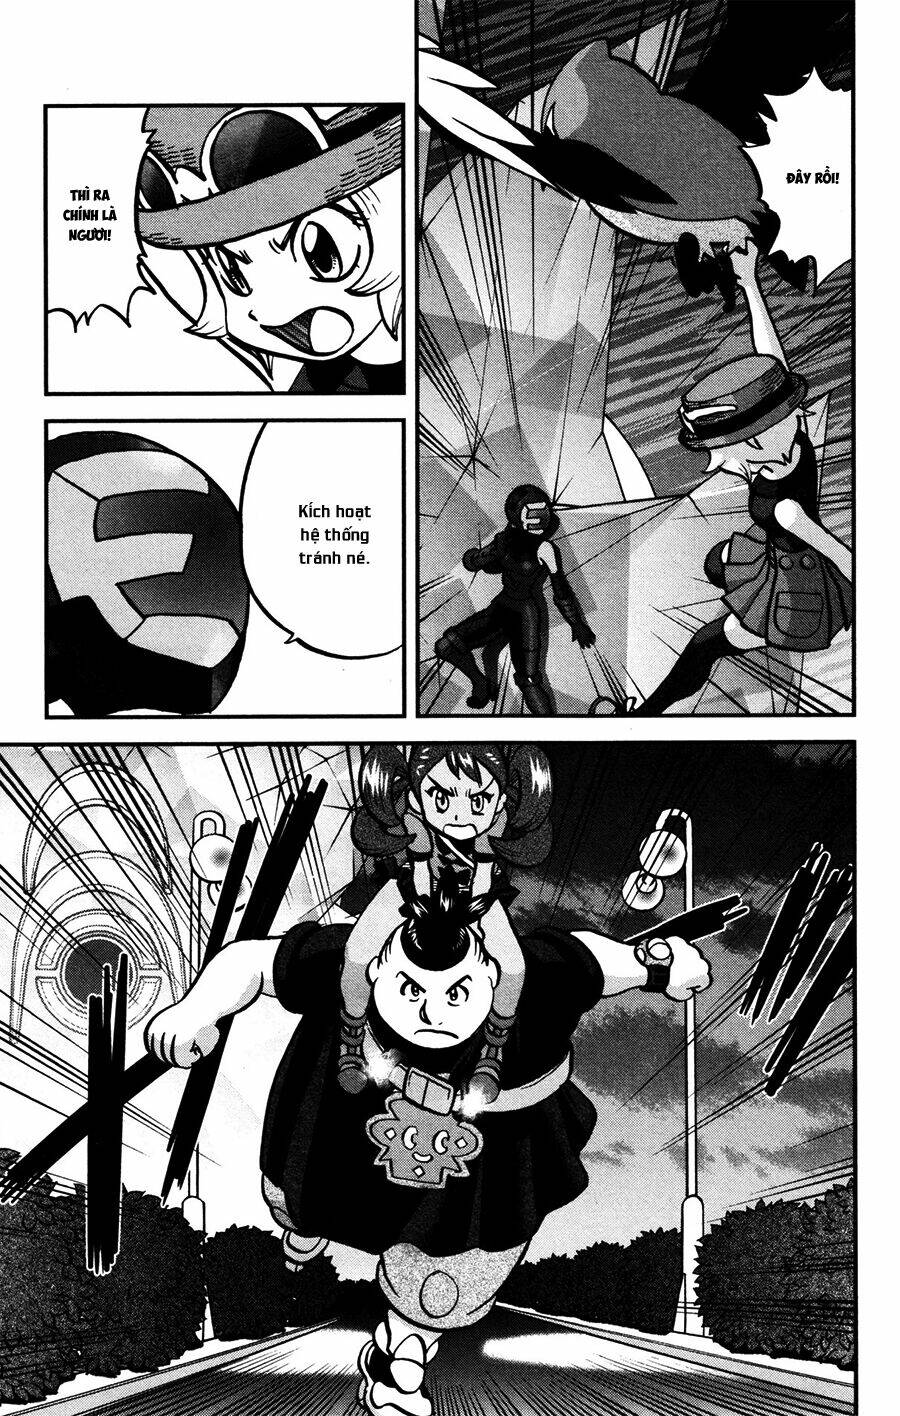 ĐÂY RỒI!
THÌ RA
CHÍNH LÀ
NGƯƠI!
Kích hoạt
hệ thống
tránh né.